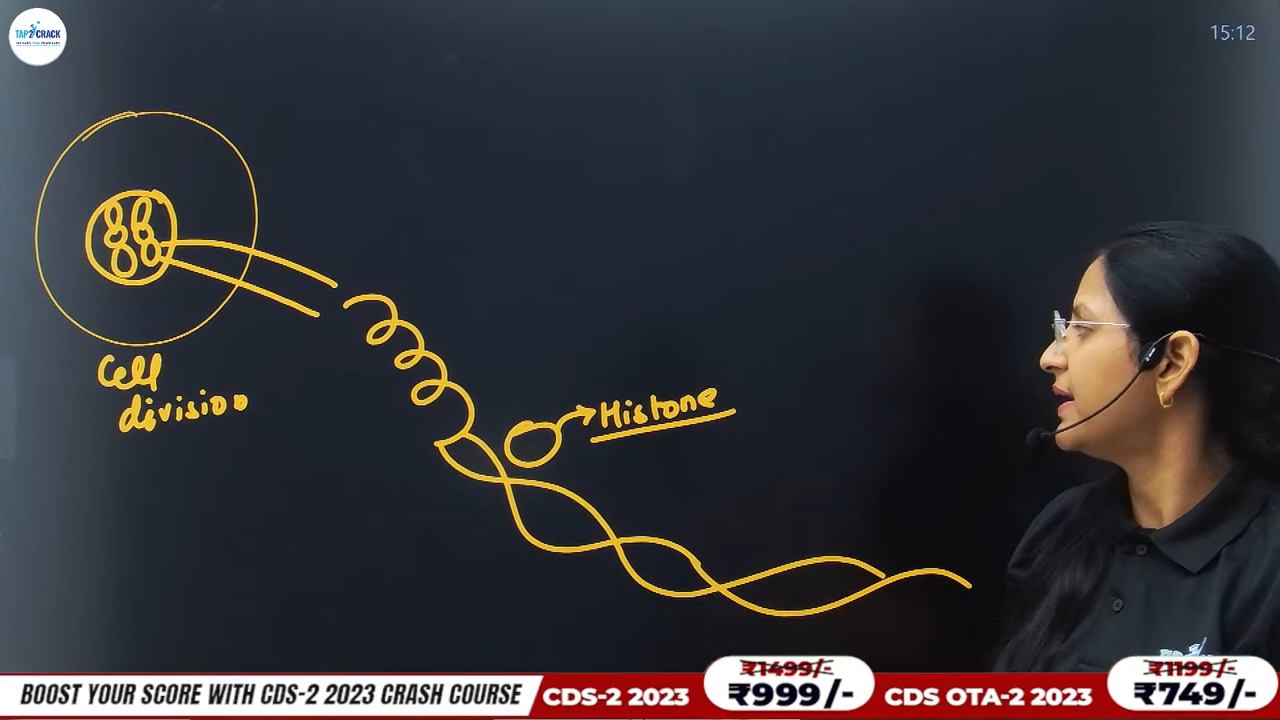 TAP2CRACK
15:12
Cell
division
Histone
BOOST YOUR SCORE WITH CDS-2 2023 CRASH COURSE
CDS-2 2023
₹1499/-
₹999/-
CDS OTA-2 2023
₹1199/-
₹749/-